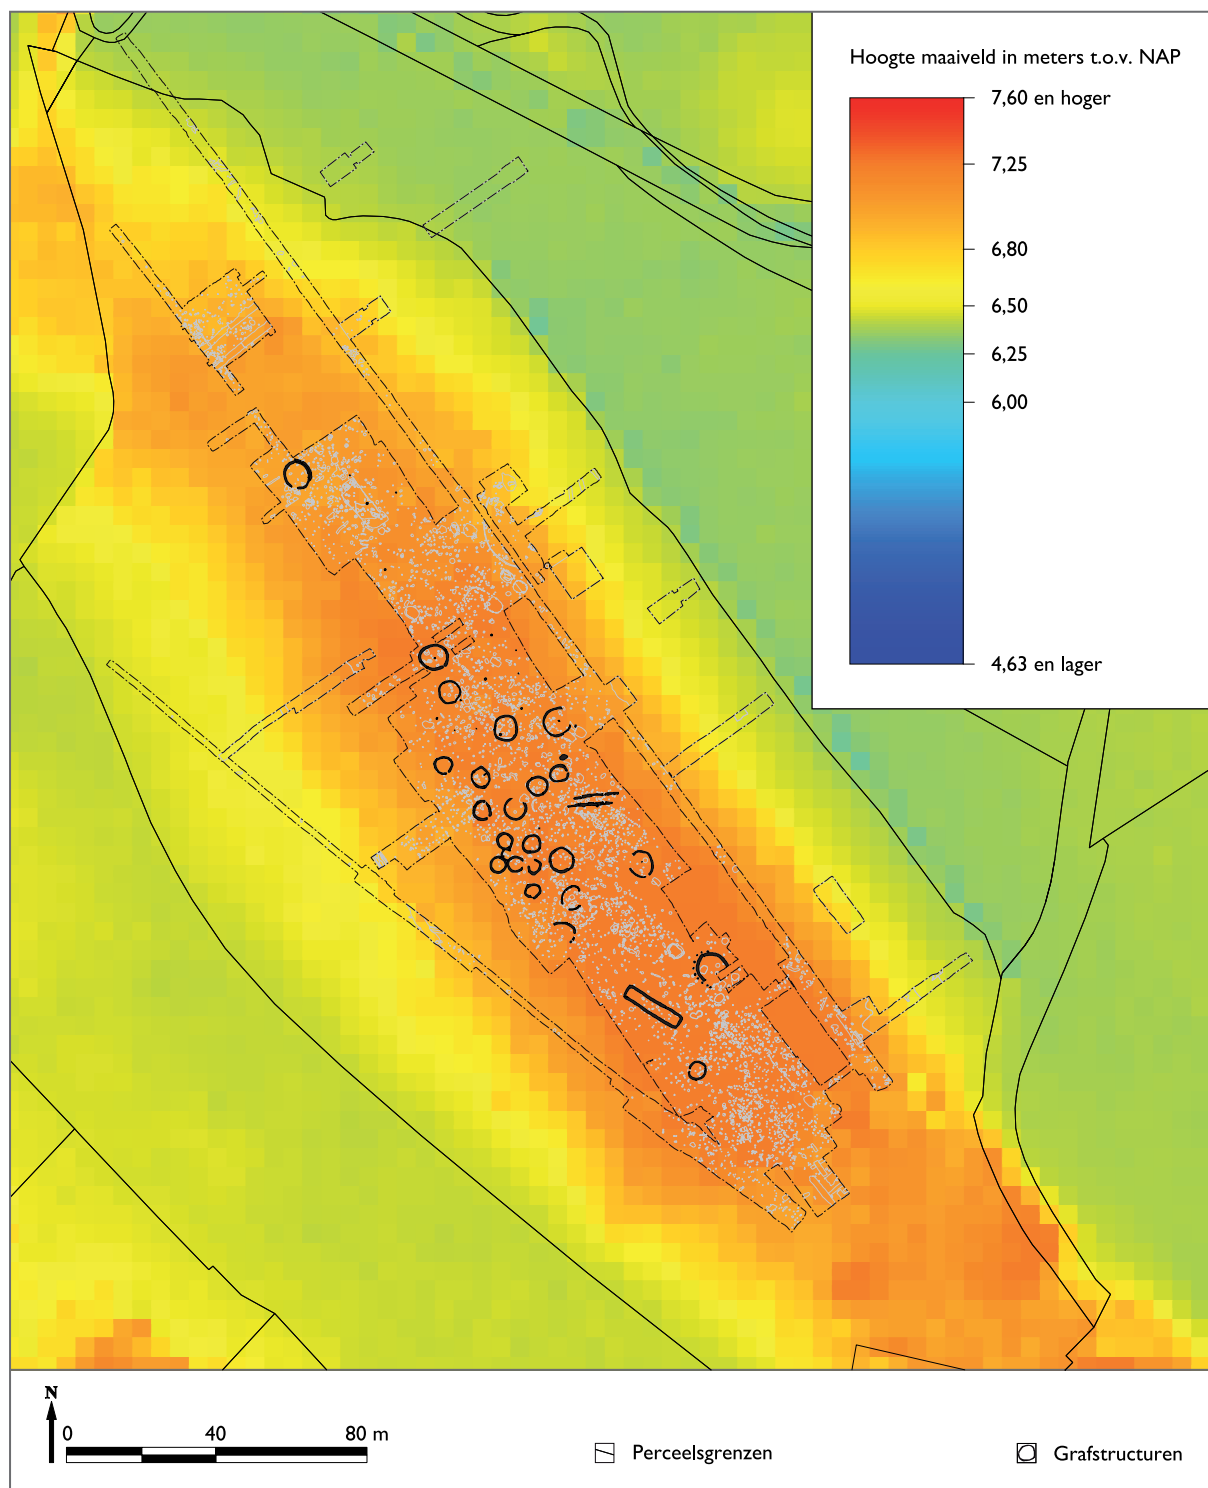 Hoogte maaiveld in meters t.o.v. NAP
7,60 en hoger
7,25
6,80
6,50
6,25
6,00
4,63 en lager
N
0 40 80 m
Perceelsgrenzen
Grafstructuren